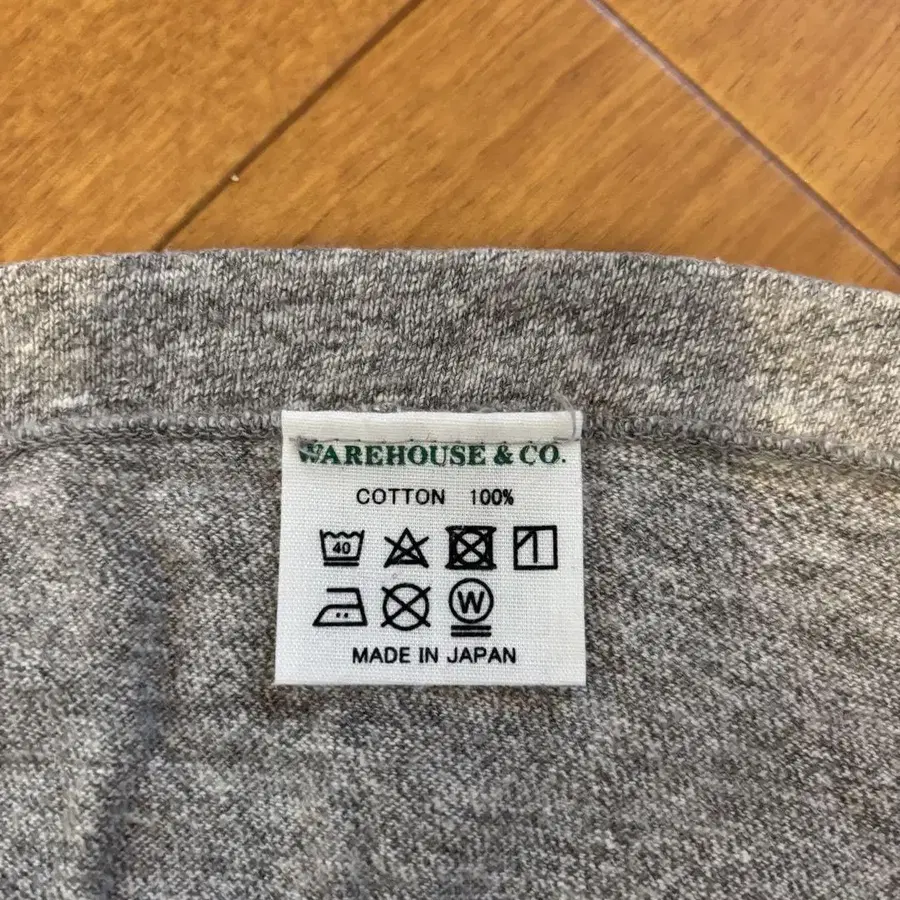 WAREHOUSE & CO.
COTTON 100%
40
W
MADE IN JAPAN